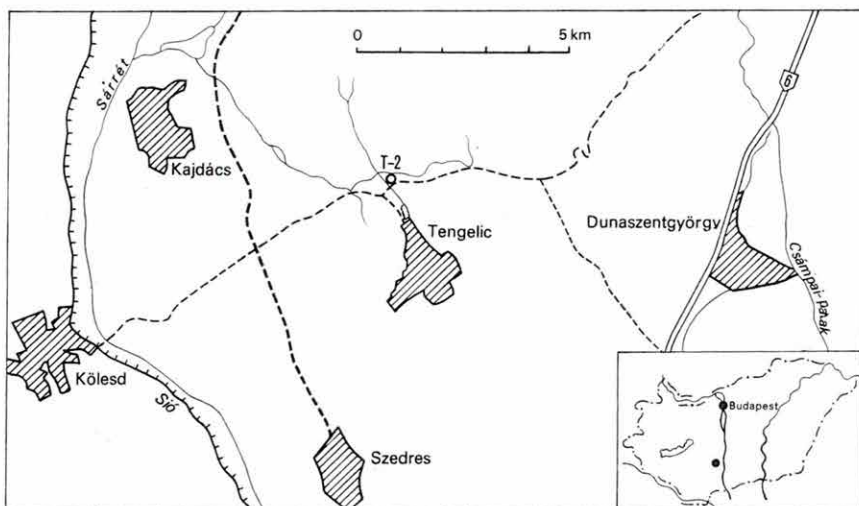 0
5 km
6
Sárrét
Kajdács
T-2
Tengelic
Dunaszentgyörgy
Csámpai-patak
Kölesd
Sió
Szedres
Budapest